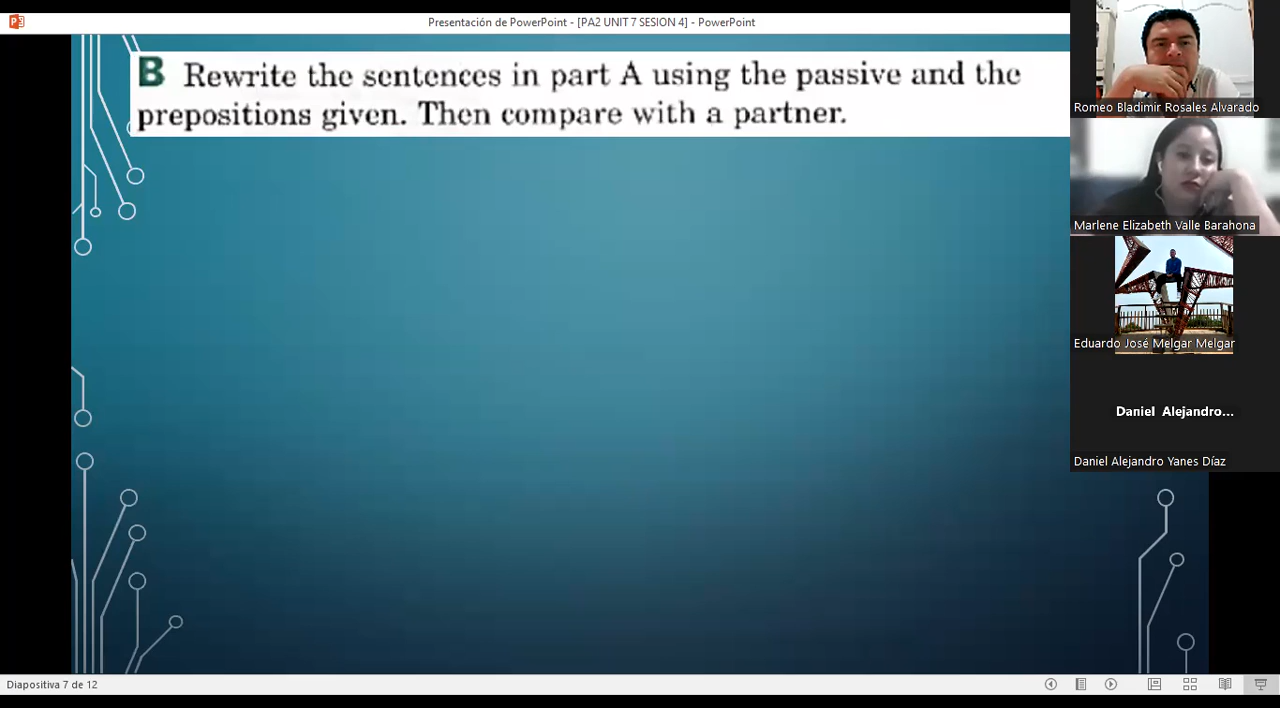 Presentación de PowerPoint - [PA2 UNIT 7 SESION 4] - PowerPoint
B Rewrite the sentences in part A using the passive and the
prepositions given. Then compare with a partner.
Romeo Bladimir Rosales Alvarado
Marlene Elizabeth Valle Barahona
Eduardo José Melgar Melgar
Daniel Alejandro...
Daniel Alejandro Yanes Díaz
Diapositiva 7 de 12